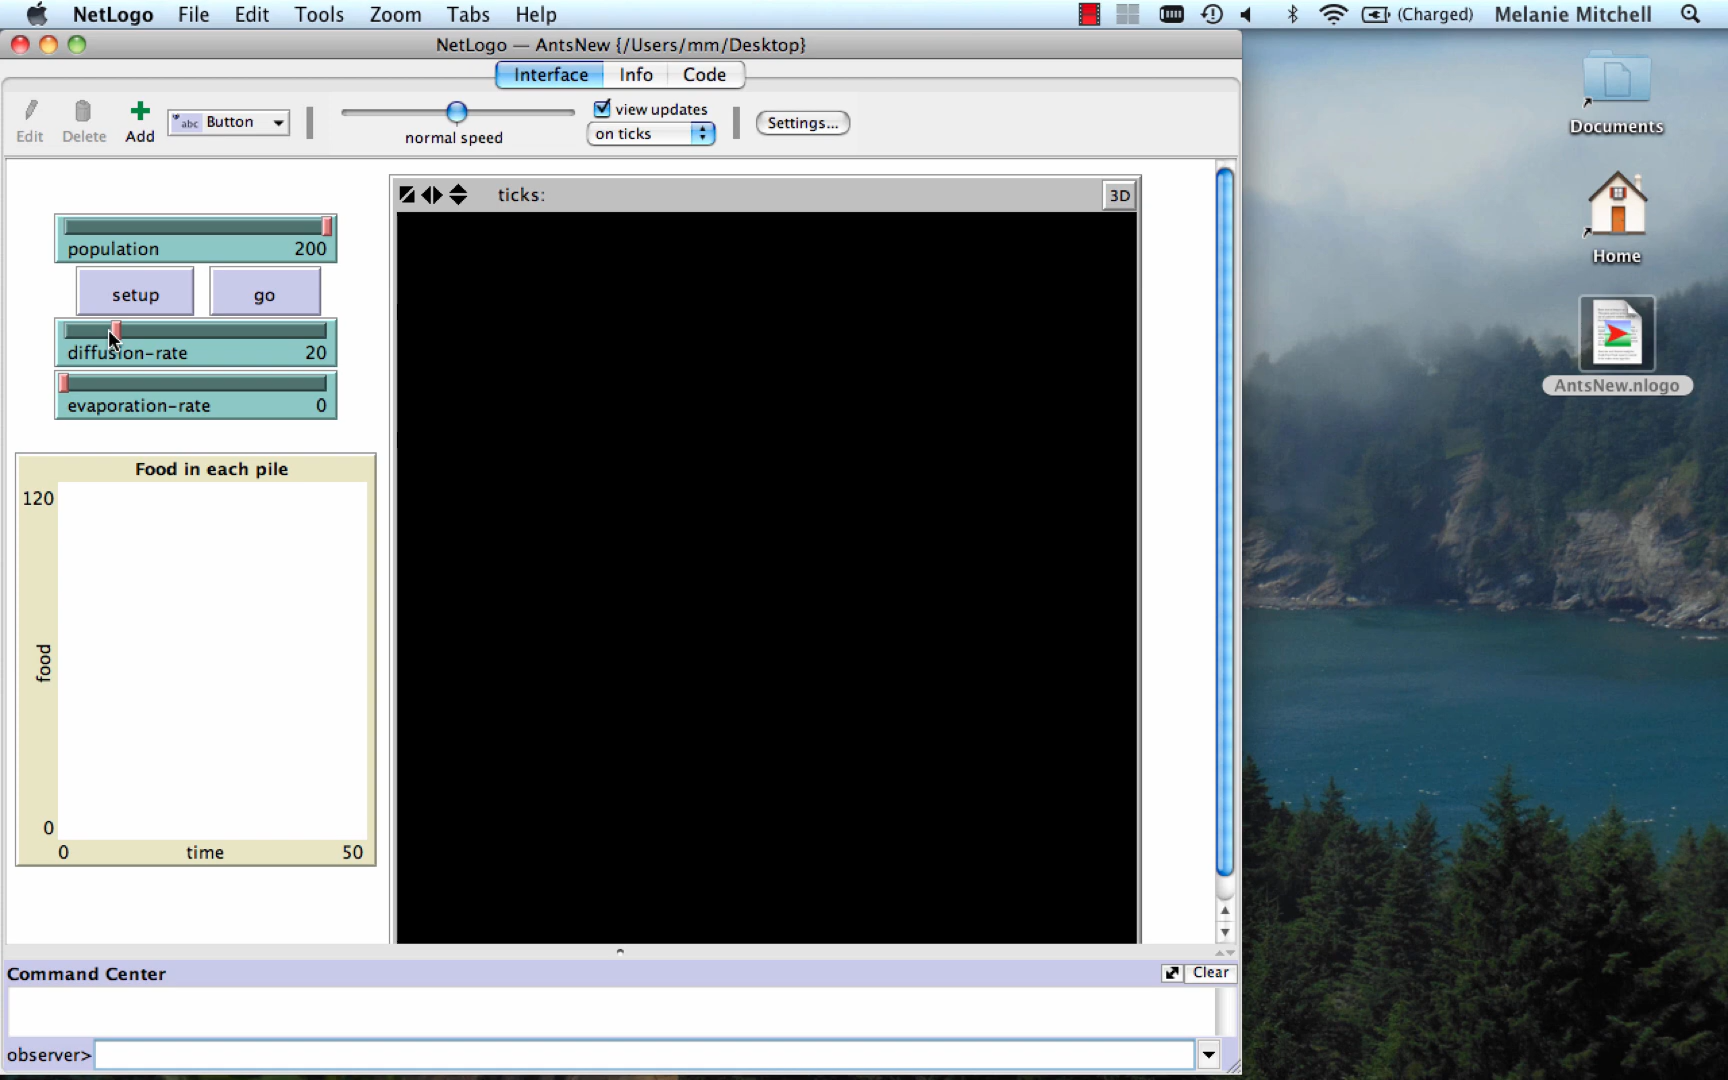 NetLogo File Edit Tools Zoom Tabs Help (Charged) Melanie Mitchell
NetLogo — AntsNew {/Users/mm/Desktop}
Interface Info Code
Edit Delete Add abc Button normal speed view updates on ticks Settings...
ticks: 3D
population 200
setup go
diffusion-rate 20
evaporation-rate 0
Food in each pile
120
food
0
0 time 50
Command Center Clear
observer>
Documents
Home
AntsNew.nlogo